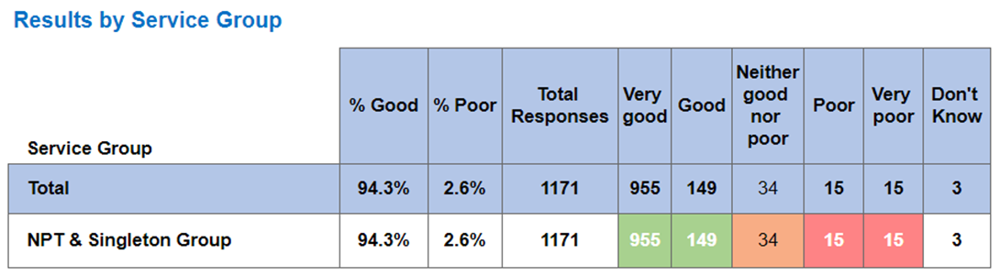 Results by Service Group
Service Group % Good % Poor Total Responses Very good Good Neither good nor poor Poor Very poor Don't Know
Total 94.3% 2.6% 1171 955 149 34 15 15 3
NPT & Singleton Group 94.3% 2.6% 1171 955 149 34 15 15 3